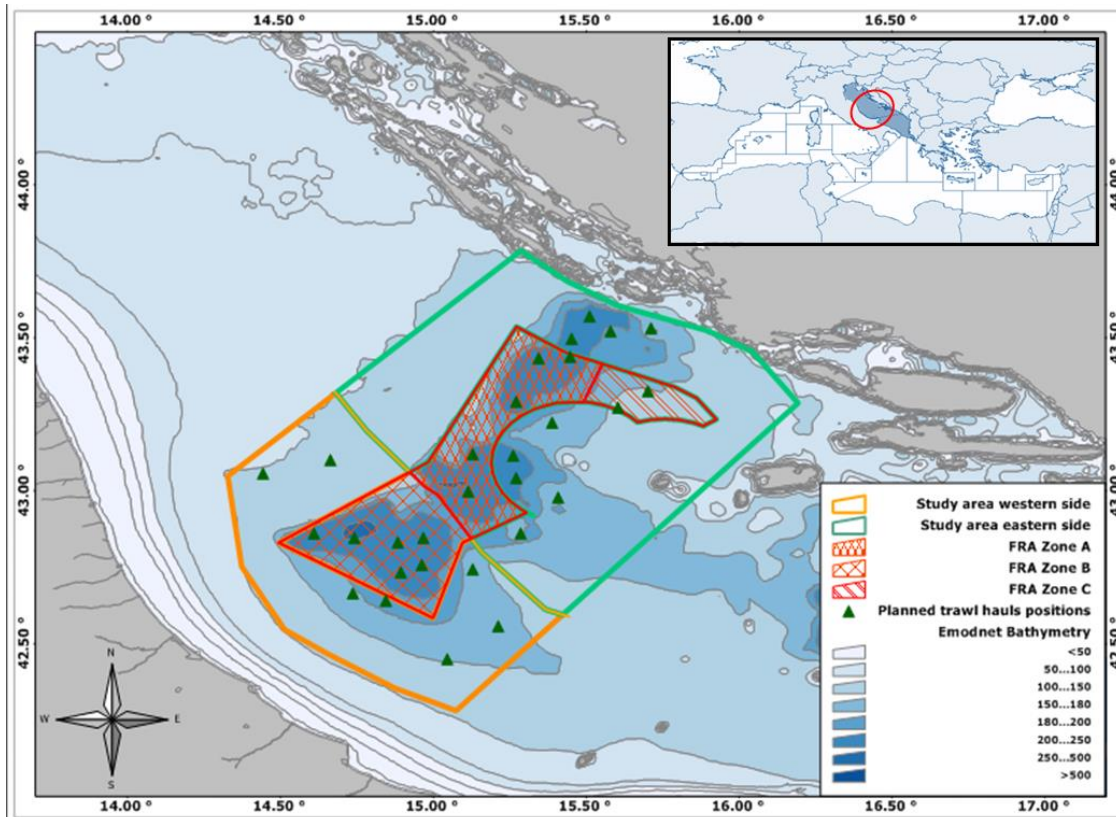 14.00 ° 14.50 ° 15.00 ° 15.50 ° 16.00 ° 16.50 ° 17.00 °
44.00 ° 44.00 °
43.50 ° 43.50 °
43.00 ° 43.00 °
42.50 ° 42.50 °
Study area western side
Study area eastern side
FRA Zone A
FRA Zone B
FRA Zone C
Planned trawl hauls positions
Emodnet Bathymetry
<50
50...100
100...150
150...180
180...200
200...250
250...500
>500
N
W E
S
14.00 ° 14.50 ° 15.00 ° 15.50 ° 16.00 ° 16.50 ° 17.00 °